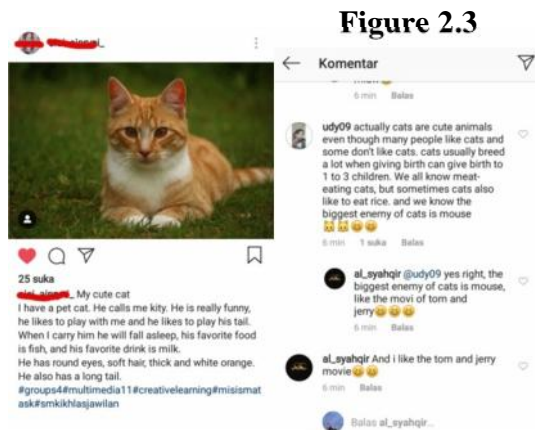 Figure 2.3
Komentar
6 min Balas
udy09 actually cats are cute animals
even though many people like cats and
some don't like cats. cats usually breed
a lot when giving birth can give birth to
1 to 3 children. We all know meat-
eating cats, but sometimes cats also
like to eat rice. and we know the
biggest enemy of cats is mouse
6 min 1 suka Balas
al_syahqir @udy09 yes right, the
biggest enemy of cats is mouse,
like the movi of tom and
jerry
6 min Balas
al_syahqir And i like the tom and jerry
movie
6 min Balas
Balas al_syahqir...
25 suka
My cute cat
I have a pet cat. He calls me kity. He is really funny,
he likes to play with me and he likes to play his tail.
When I carry him he will fall asleep, his favorite food
is fish, and his favorite drink is milk.
He has round eyes, soft hair, thick and white orange.
He also has a long tail.
#groups4#multimedia11#creativelearning#misismat
ask#smkikhlasjawilan